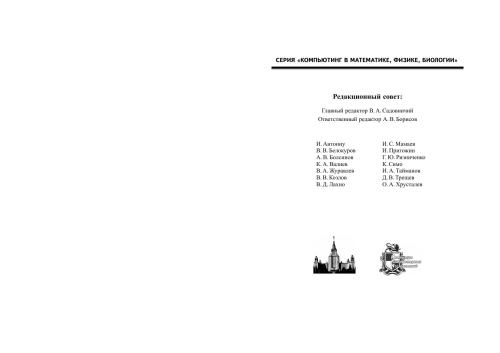 СЕРИЯ «КОМПЬЮТИНГ В МАТЕМАТИКЕ, ФИЗИКЕ, БИОЛОГИИ»
Редакционный совет:
Главный редактор В. А. Садовничий
Ответственный редактор А. В. Борисов
И. Антониу
В. В. Белокуров
А. В. Болсинов
К. А. Валиев
В. А. Журавлев
В. В. Козлов
В. Д. Лахно
И. С. Мамаев
И. Пригожин
Г. Ю. Ризниченко
К. Симо
И. А. Тайманов
Д. В. Трещев
О. А. Хрусталев